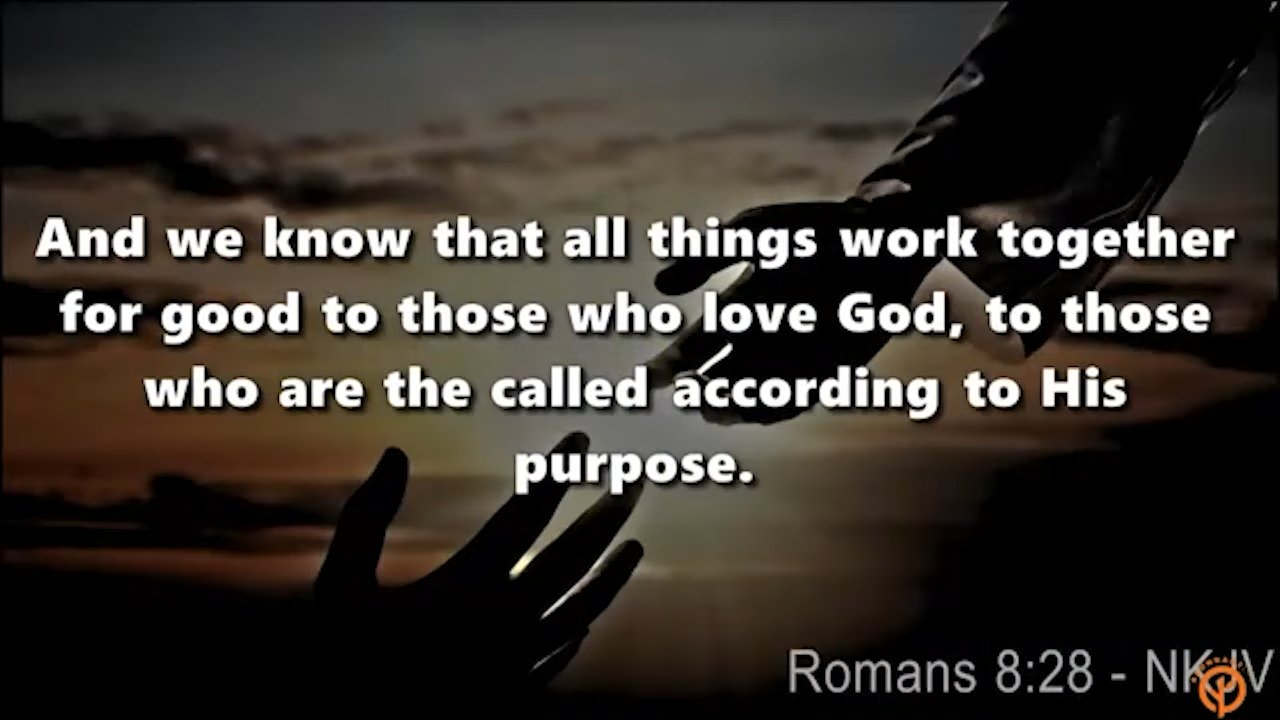 And we know that all things work together
for good to those who love God, to those
who are the called according to His
purpose.
Romans 8:28 - NKJV